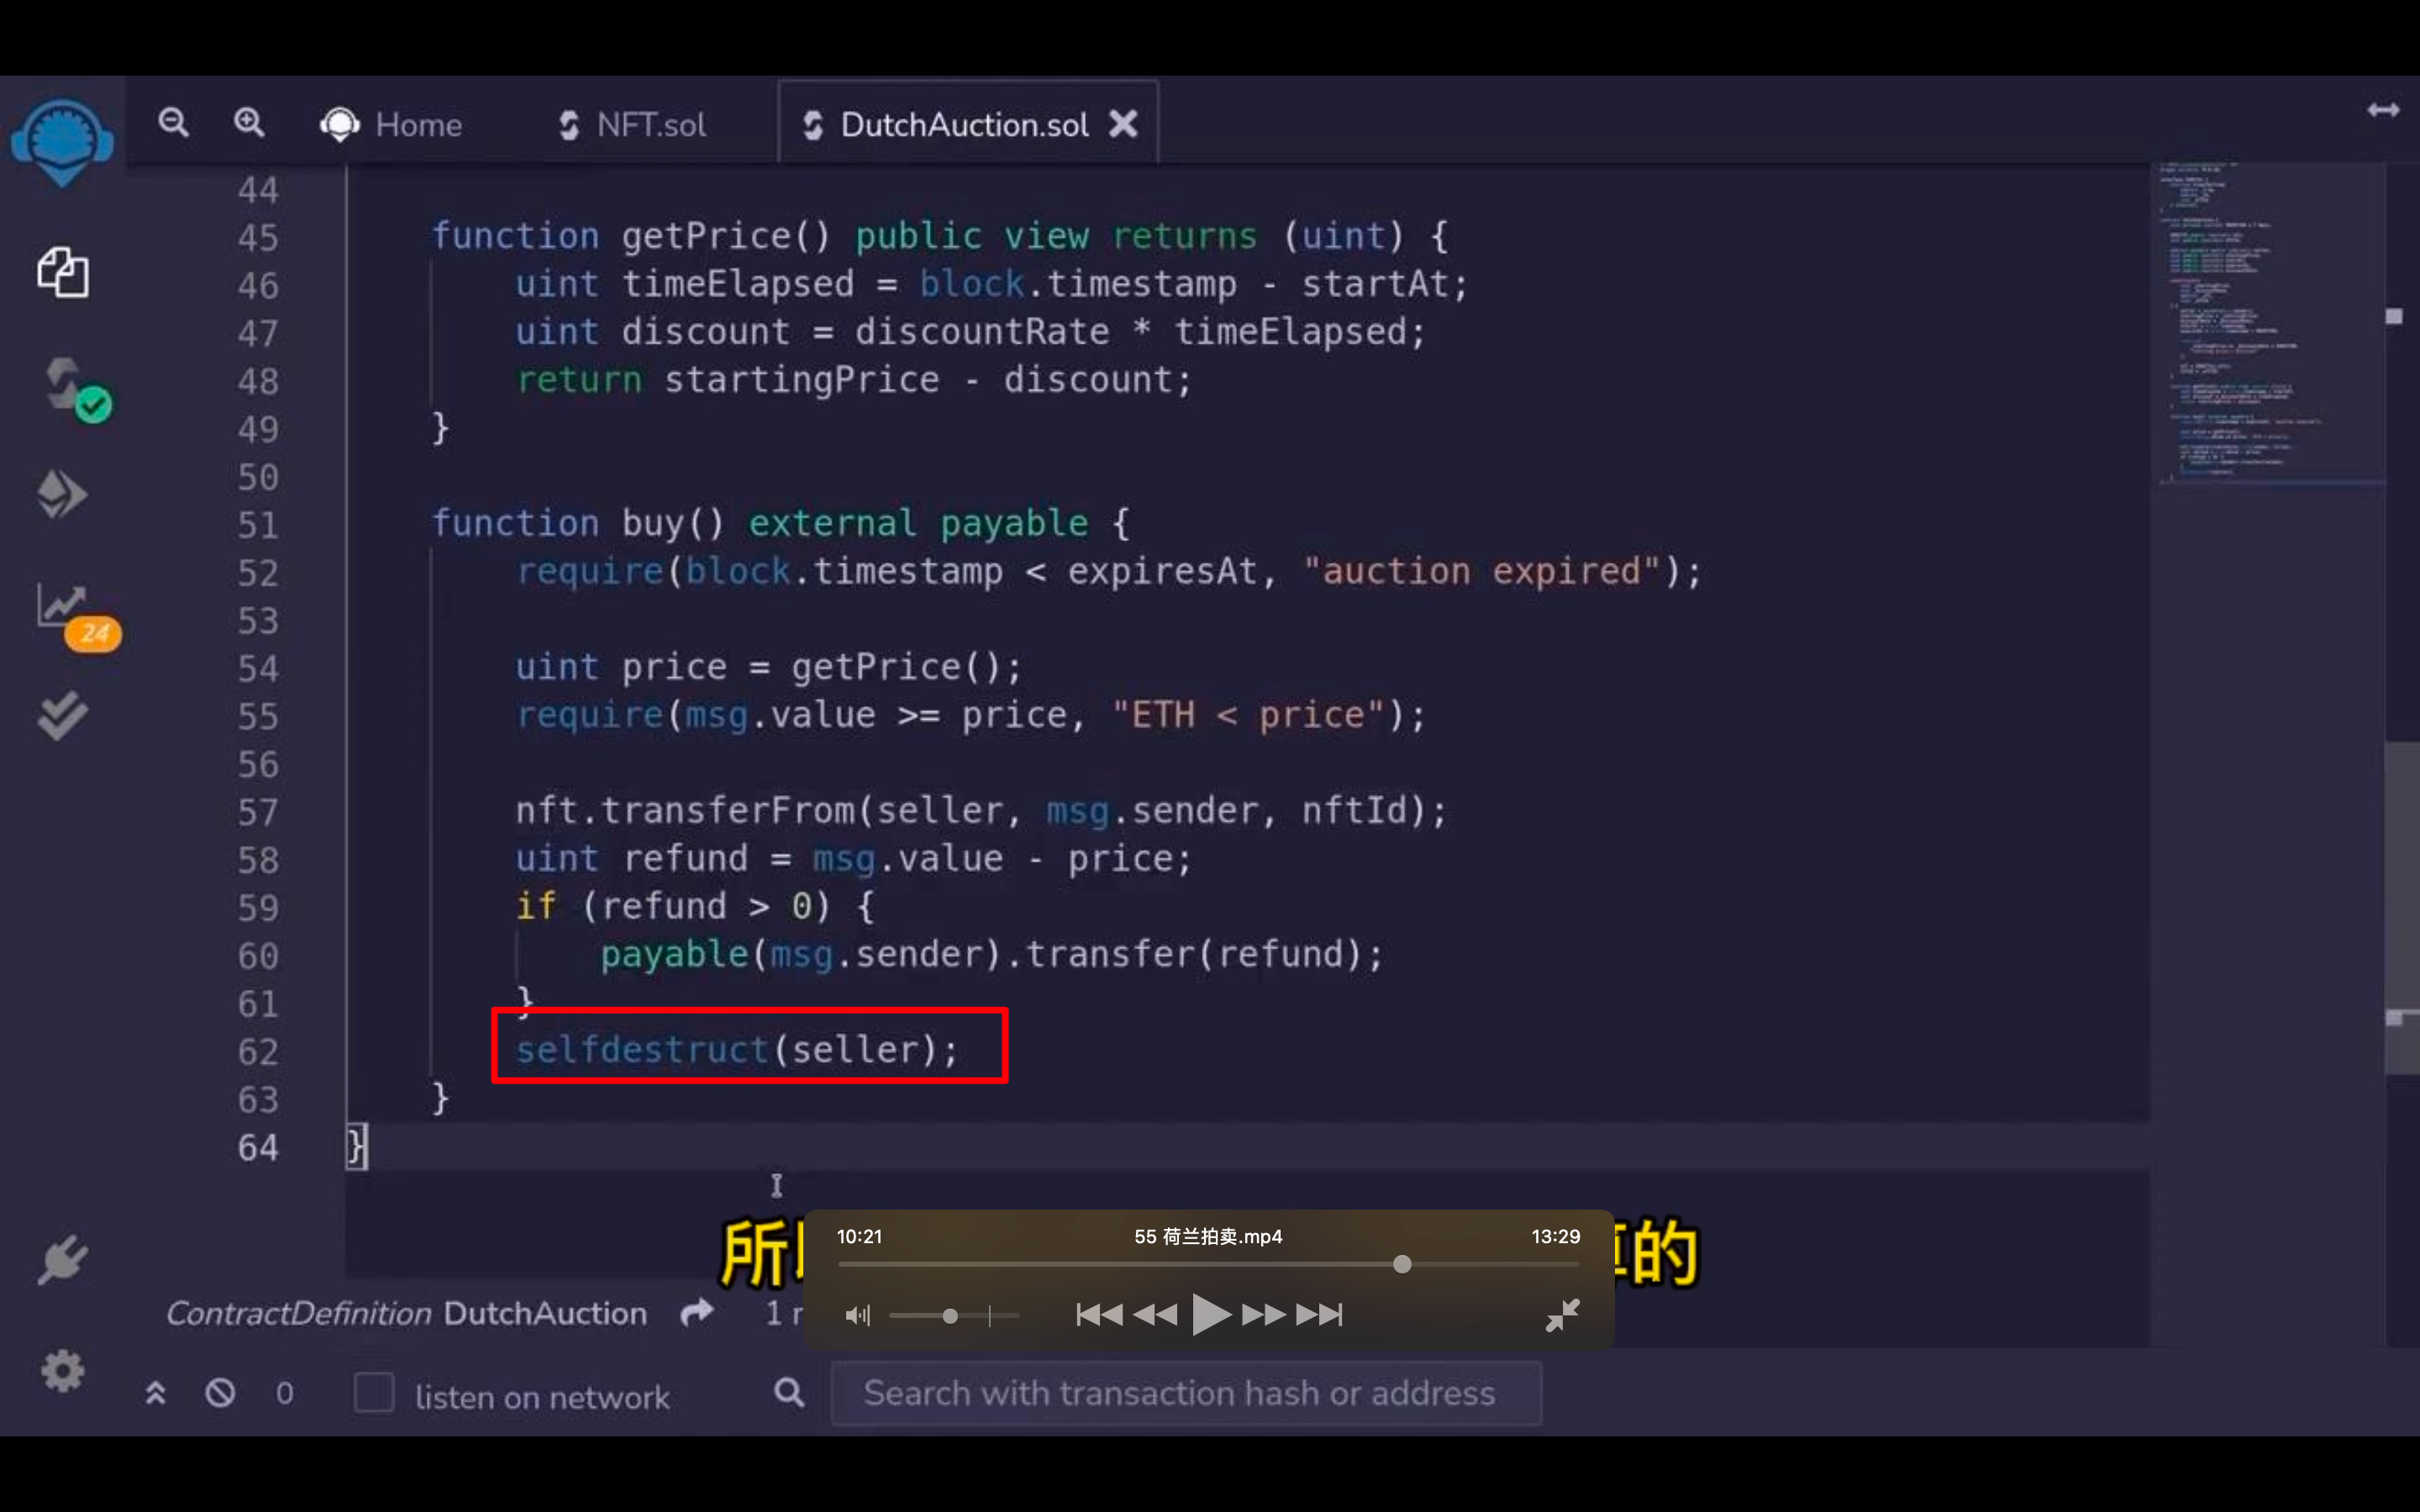 Home
NFT.sol
DutchAuction.sol
44
45 function getPrice() public view returns (uint) {
46 uint timeElapsed = block.timestamp - startAt;
47 uint discount = discountRate * timeElapsed;
48 return startingPrice - discount;
49 }
50
51 function buy() external payable {
52 require(block.timestamp < expiresAt, "auction expired");
53
54 uint price = getPrice();
55 require(msg.value >= price, "ETH < price");
56
57 nft.transferFrom(seller, msg.sender, nftId);
58 uint refund = msg.value - price;
59 if (refund > 0) {
60 payable(msg.sender).transfer(refund);
61 }
62 selfdestruct(seller);
63 }
64 }
24
所
的
10:21
55 荷兰拍卖.mp4
13:29
ContractDefinition DutchAuction
1
0
listen on network
Search with transaction hash or address